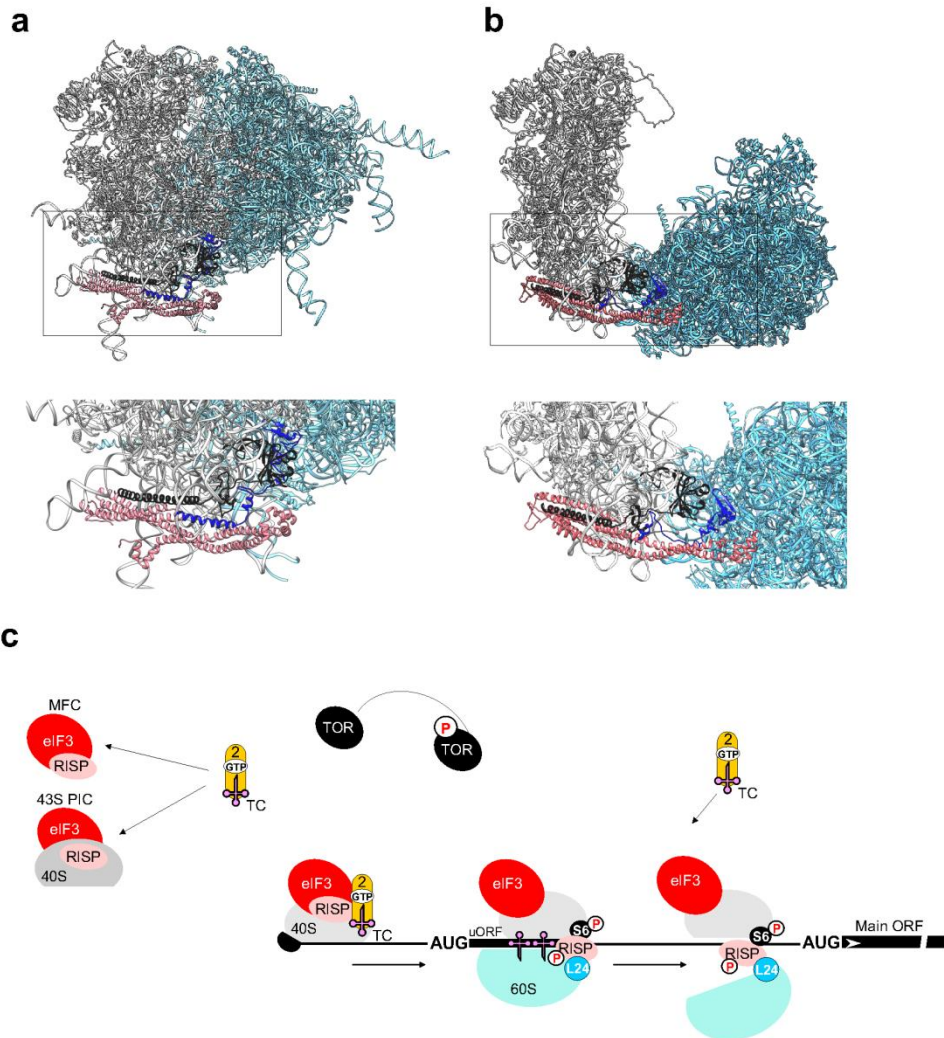 a
b
c
MFC
eIF3
RISP
43S PIC
eIF3
RISP
40S
2
GTP
TC
TOR
P
TOR
2
GTP
TC
eIF3
RISP
40S
2
GTP
TC
AUG
uORF
eIF3
S6
P
RISP
P
L24
60S
eIF3
S6
P
RISP
P
L24
AUG
Main ORF